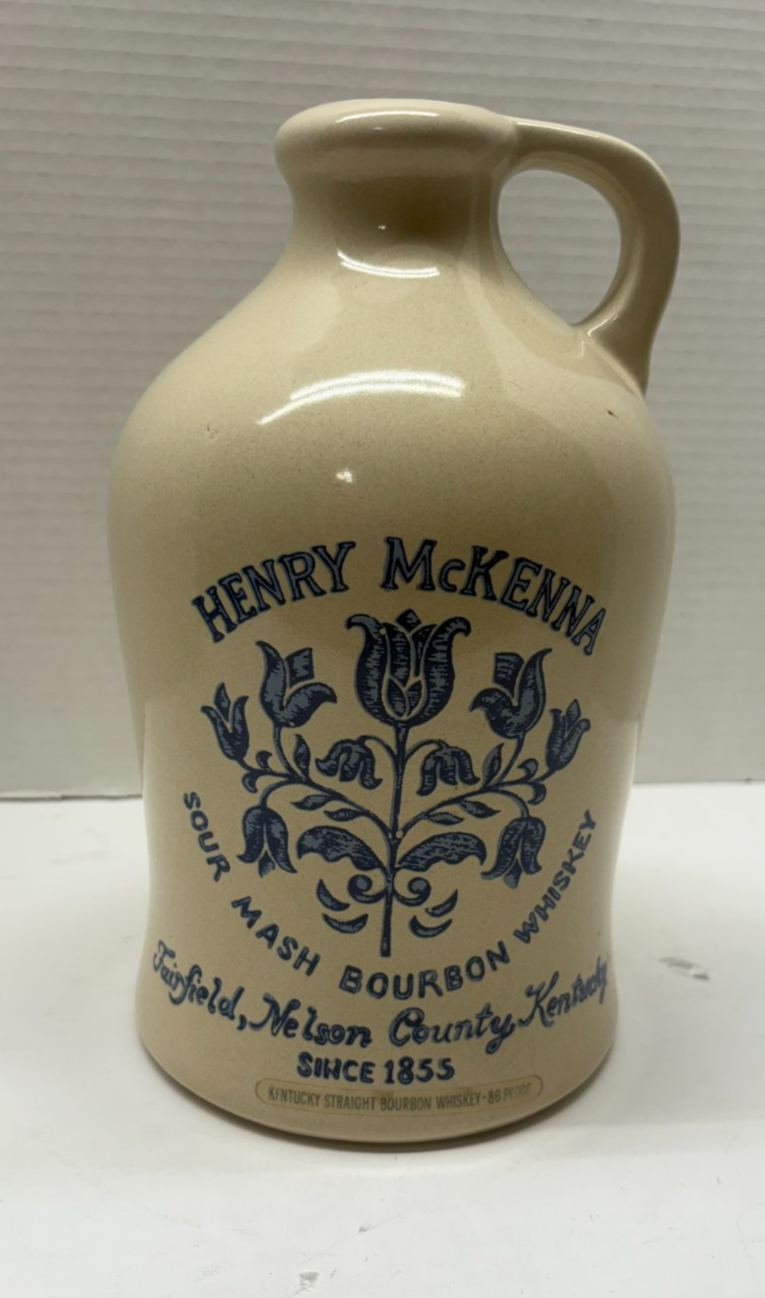 HENRY McKENNA
SOUR MASH BOURBON WHISKEY
Fairfield, Nelson County, Kentucky
SINCE 1855
KENTUCKY STRAIGHT BOURBON WHISKEY • 86 PROOF